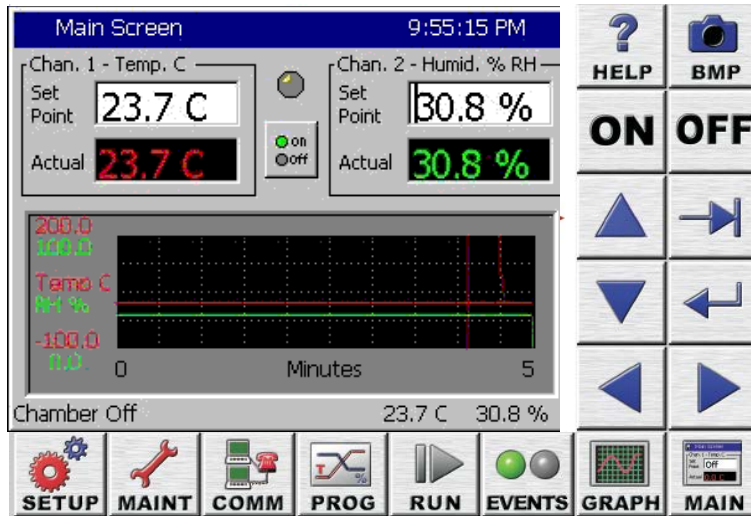 Main Screen 9:55:15 PM
Chan. 1 - Temp. C
Chan. 2 - Humid. % RH
Set Point 23.7 C
Set Point 30.8 %
on
off
Actual 23.7 C
Actual 30.8 %
200.0
100.0
Temp C
RH %
-100.0
0.0
0 Minutes 5
Chamber Off 23.7 C 30.8 %
HELP BMP
ON OFF
SETUP MAINT COMM PROG RUN EVENTS GRAPH MAIN
T
%
Main Screen
Off